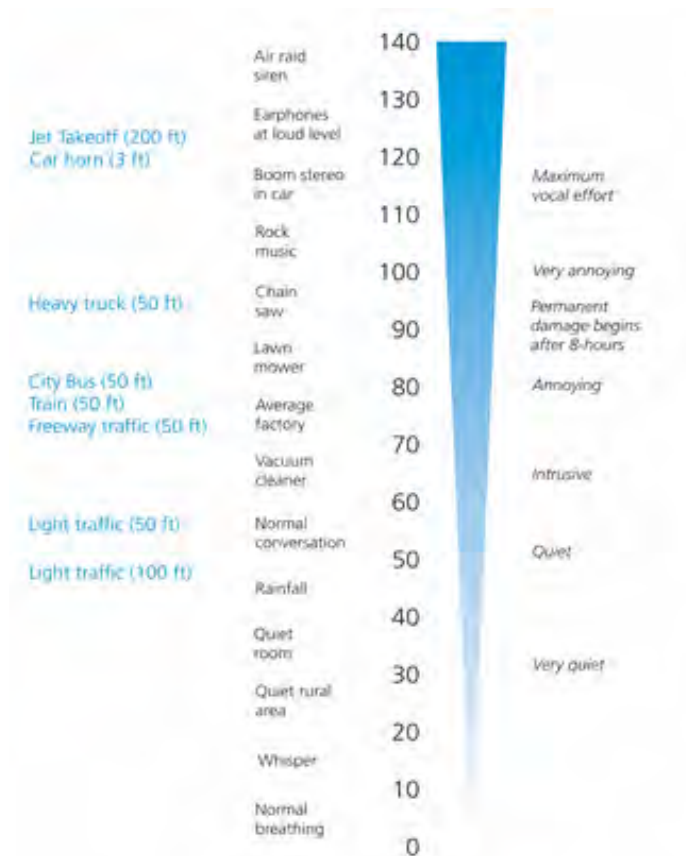 140
Air raid
siren
130
Earphones
at loud level
Jet Takeoff (200 ft)
Car horn (3 ft)
120
Boom stereo
in car
Maximum
vocal effort
110
Rock
music
100
Very annoying
Heavy truck (50 ft)
Chain
saw
Permanent
damage begins
after 8-hours
90
Lawn
mower
City Bus (50 ft)
Train (50 ft)
Freeway traffic (50 ft)
80
Annoying
Average
factory
70
Vacuum
cleaner
Intrusive
60
Light traffic (50 ft)
Normal
conversation
Quiet
50
Light traffic (100 ft)
Rainfall
40
Quiet
room
30
Very quiet
Quiet rural
area
20
Whisper
10
Normal
breathing
0